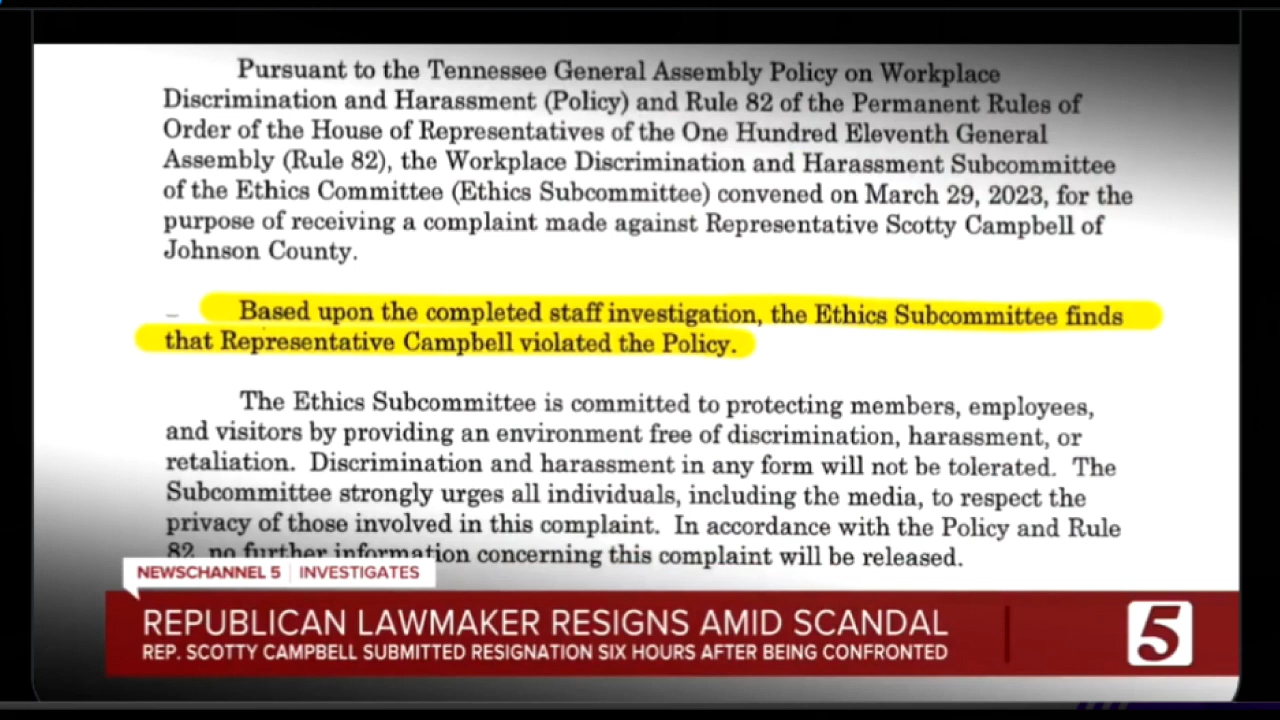 Pursuant to the Tennessee General Assembly Policy on Workplace
Discrimination and Harassment (Policy) and Rule 82 of the Permanent Rules of
Order of the House of Representatives of the One Hundred Eleventh General
Assembly (Rule 82), the Workplace Discrimination and Harassment Subcommittee
of the Ethics Committee (Ethics Subcommittee) convened on March 29, 2023, for the
purpose of receiving a complaint made against Representative Scotty Campbell of
Johnson County.
Based upon the completed staff investigation, the Ethics Subcommittee finds
that Representative Campbell violated the Policy.
The Ethics Subcommittee is committed to protecting members, employees,
and visitors by providing an environment free of discrimination, harassment, or
retaliation. Discrimination and harassment in any form will not be tolerated. The
Subcommittee strongly urges all individuals, including the media, to respect the
privacy of those involved in this complaint. In accordance with the Policy and Rule
82, no further information concerning this complaint will be released.
NEWSCHANNEL 5 | INVESTIGATES
REPUBLICAN LAWMAKER RESIGNS AMID SCANDAL
REP. SCOTTY CAMPBELL SUBMITTED RESIGNATION SIX HOURS AFTER BEING CONFRONTED
5